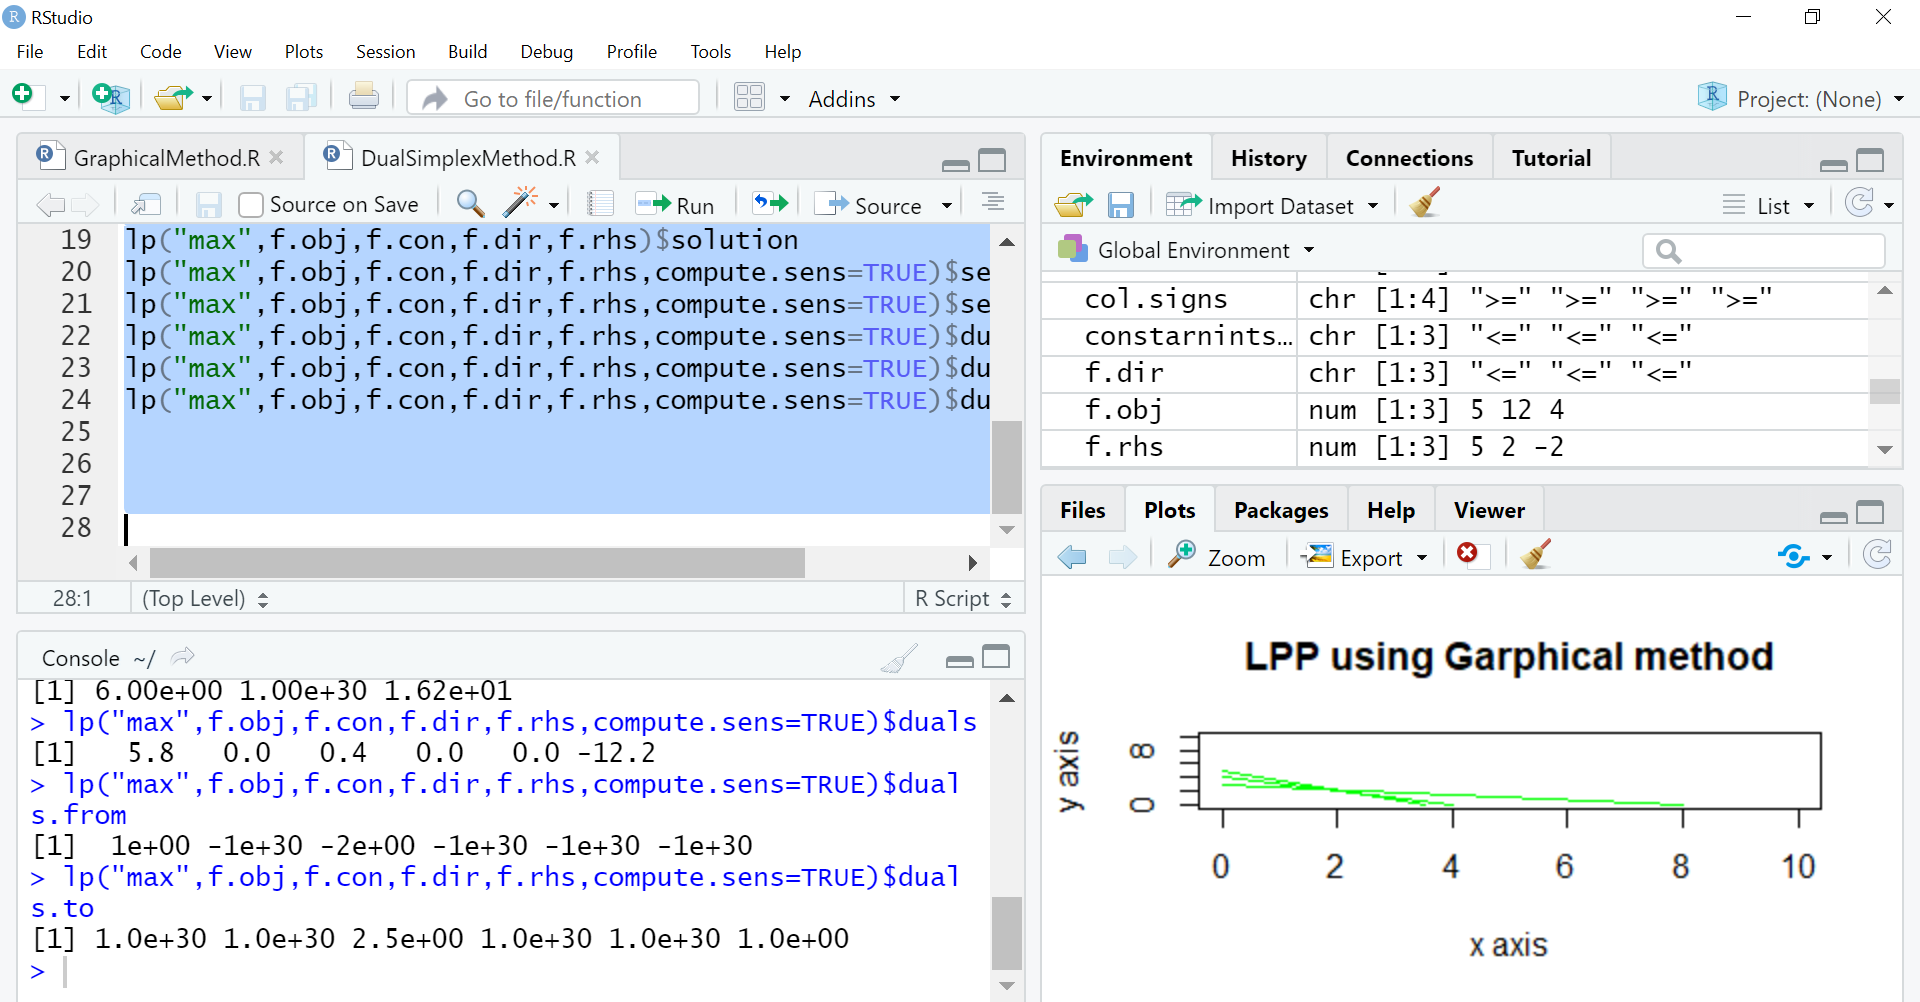 RStudio
File Edit Code View Plots Session Build Debug Profile Tools Help
Go to file/function Addins Project: (None)
GraphicalMethod.R DualSimplexMethod.R
Source on Save Run Source
19 lp("max",f.obj,f.con,f.dir,f.rhs)$solution
20 lp("max",f.obj,f.con,f.dir,f.rhs,compute.sens=TRUE)$se
21 lp("max",f.obj,f.con,f.dir,f.rhs,compute.sens=TRUE)$se
22 lp("max",f.obj,f.con,f.dir,f.rhs,compute.sens=TRUE)$du
23 lp("max",f.obj,f.con,f.dir,f.rhs,compute.sens=TRUE)$du
24 lp("max",f.obj,f.con,f.dir,f.rhs,compute.sens=TRUE)$du
25
26
27
28
28:1 (Top Level) R Script
Console ~/
[1] 6.00e+00 1.00e+30 1.62e+01
> lp("max",f.obj,f.con,f.dir,f.rhs,compute.sens=TRUE)$duals
[1] 5.8 0.0 0.4 0.0 0.0 -12.2
> lp("max",f.obj,f.con,f.dir,f.rhs,compute.sens=TRUE)$dual
s.from
[1] 1e+00 -1e+30 -2e+00 -1e+30 -1e+30 -1e+30
> lp("max",f.obj,f.con,f.dir,f.rhs,compute.sens=TRUE)$dual
s.to
[1] 1.0e+30 1.0e+30 2.5e+00 1.0e+30 1.0e+30 1.0e+00
>
Environment History Connections Tutorial
Import Dataset List
Global Environment
col.signs chr [1:4] ">=" ">=" ">=" ">="
constarnints… chr [1:3] "<=" "<=" "<="
f.dir chr [1:3] "<=" "<=" "<="
f.obj num [1:3] 5 12 4
f.rhs num [1:3] 5 2 -2
Files Plots Packages Help Viewer
Zoom Export
LPP using Garphical method
y axis
8
0
0 2 4 6 8 10
x axis